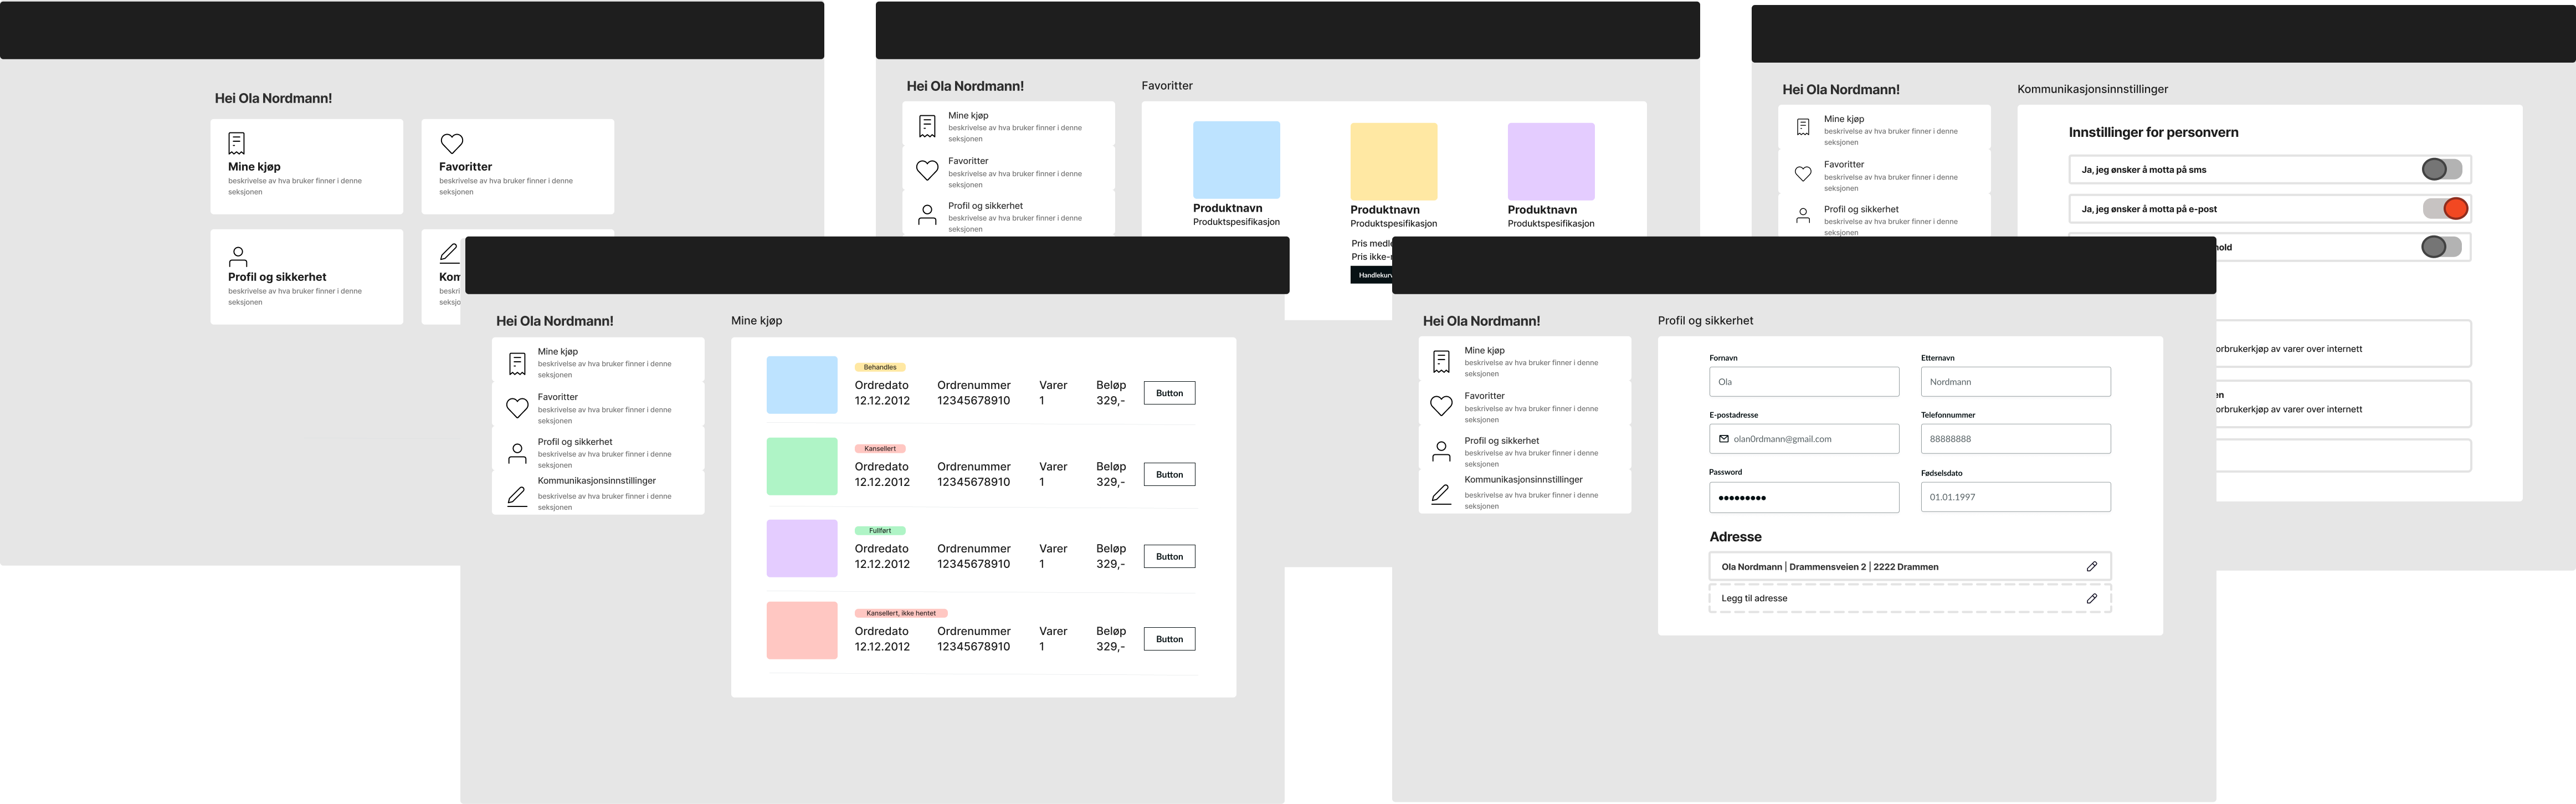 Hei Ola Nordmann!
Mine kjøp
beskrivelse av hva bruker finner i denne
seksjonen
Favoritter
beskrivelse av hva bruker finner i denne
seksjonen
Profil og sikkerhet
beskrivelse av hva bruker finner i denne
seksjonen
Hei Ola Nordmann!
Mine kjøp
beskrivelse av hva bruker finner i denne
seksjonen
Favoritter
beskrivelse av hva bruker finner i denne
seksjonen
Profil og sikkerhet
beskrivelse av hva bruker finner i denne
seksjonen
Favoritter
Produktnavn
Produktspesifikasjon
Produktnavn
Produktspesifikasjon
Pris
Pris
Produktnavn
Produktspesifikasjon
Hei Ola Nordmann!
Mine kjøp
beskrivelse av hva bruker finner i denne
seksjonen
Favoritter
beskrivelse av hva bruker finner i denne
seksjonen
Profil og sikkerhet
beskrivelse av hva bruker finner i denne
seksjonen
Kommunikasjonsinnstillinger
Innstillinger for personvern
Ja, jeg ønsker å motta på sms
Ja, jeg ønsker å motta på e-post
av varer over internett
av varer over internett
Hei Ola Nordmann!
Mine kjøp
beskrivelse av hva bruker finner i denne
seksjonen
Favoritter
beskrivelse av hva bruker finner i denne
seksjonen
Profil og sikkerhet
beskrivelse av hva bruker finner i denne
seksjonen
Kommunikasjonsinnstillinger
beskrivelse av hva bruker finner i denne
seksjonen
Mine kjøp
Behandles
Ordredato Ordrenummer Varer Beløp
12.12.2012 12345678910 1 329,-
Button
Kansellert
Ordredato Ordrenummer Varer Beløp
12.12.2012 12345678910 1 329,-
Button
Fullført
Ordredato Ordrenummer Varer Beløp
12.12.2012 12345678910 1 329,-
Button
Kansellert, ikke hentet
Ordredato Ordrenummer Varer Beløp
12.12.2012 12345678910 1 329,-
Button
Hei Ola Nordmann!
Mine kjøp
beskrivelse av hva bruker finner i denne
seksjonen
Favoritter
beskrivelse av hva bruker finner i denne
seksjonen
Profil og sikkerhet
beskrivelse av hva bruker finner i denne
seksjonen
Kommunikasjonsinnstillinger
beskrivelse av hva bruker finner i denne
seksjonen
Profil og sikkerhet
Fornavn
Ola
Etternavn
Nordmann
E-postadresse
olan0rdmann@gmail.com
Telefonnummer
88888888
Password
Fødselsdato
01.01.1997
Adresse
Ola Nordmann | Drammensveien 2 | 2222 Drammen
Legg til adresse